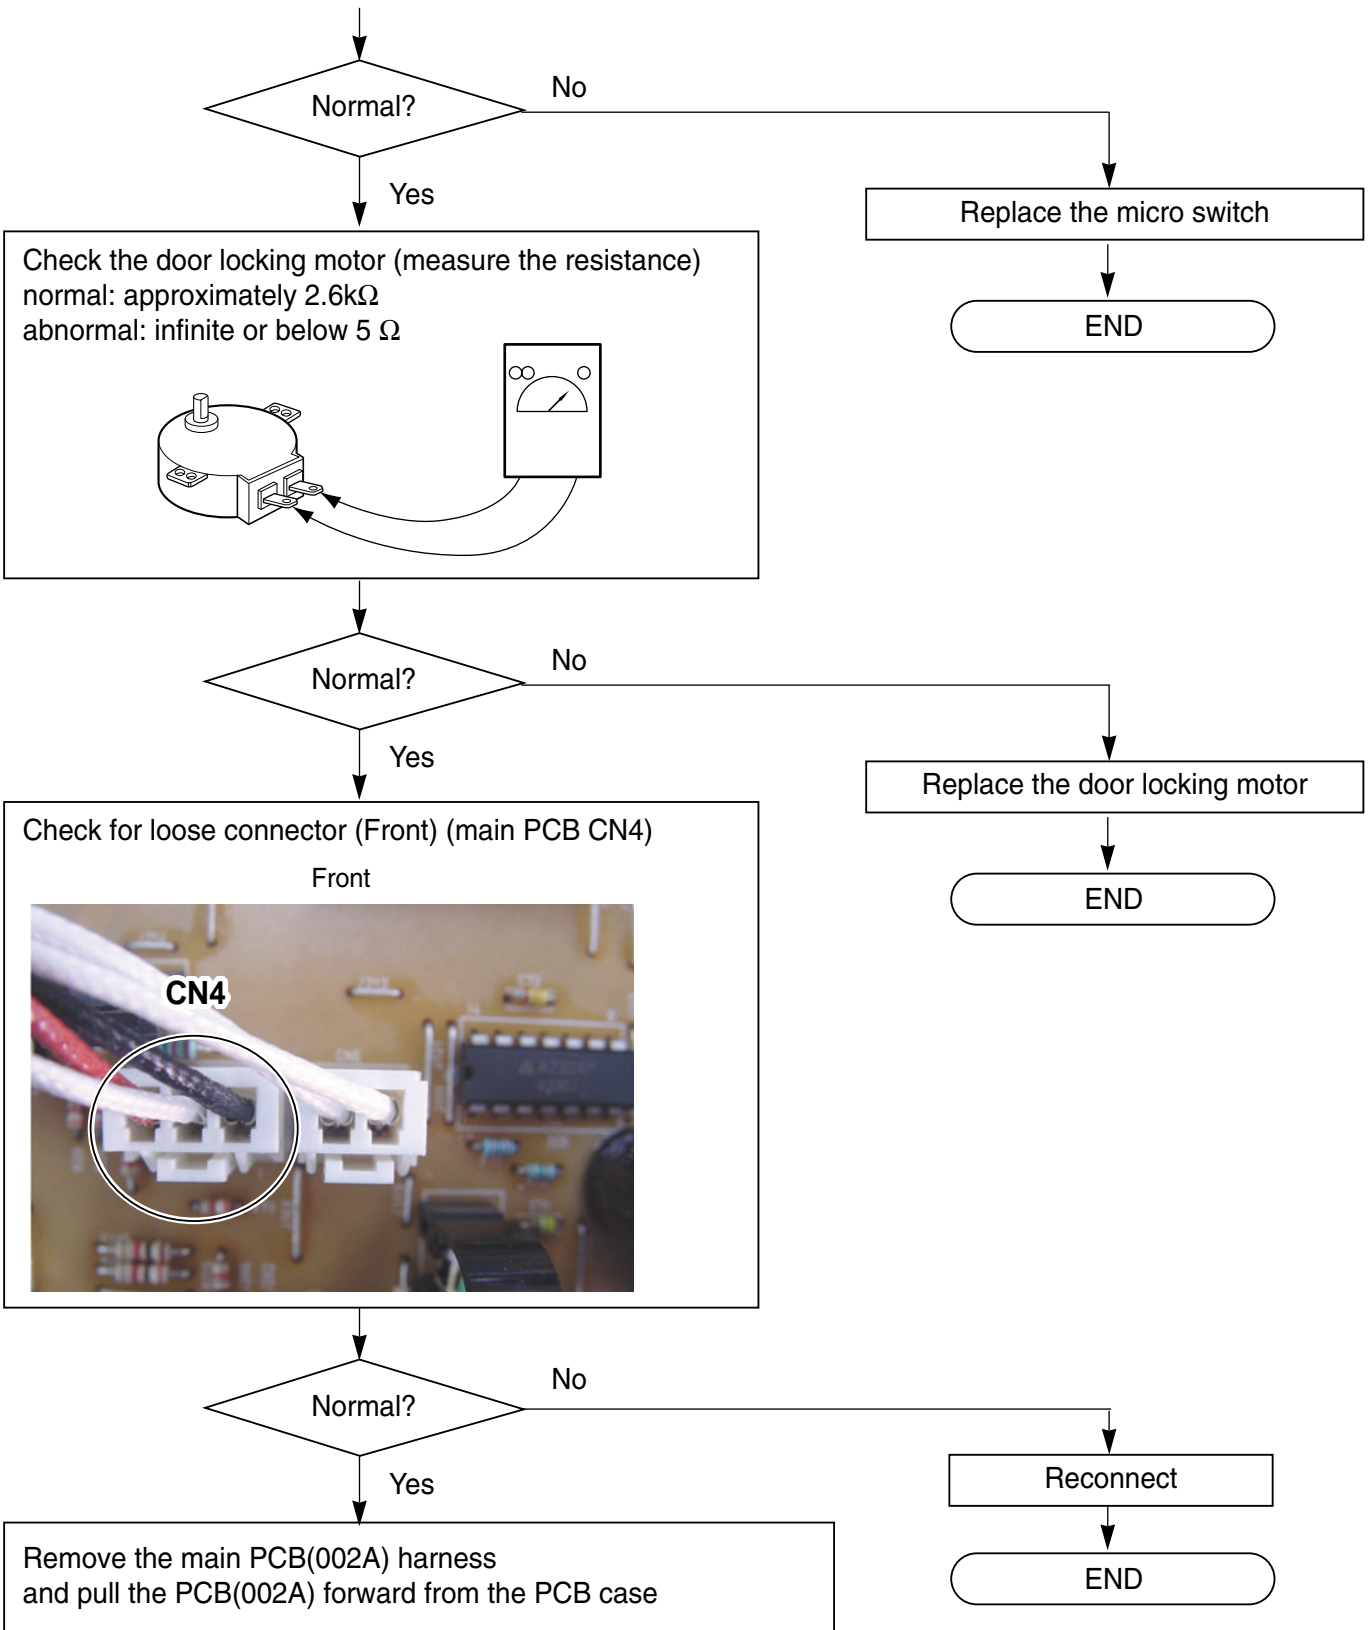 Normal?
No
Yes
Replace the micro switch
END
Check the door locking motor (measure the resistance)
normal: approximately 2.6kΩ
abnormal: infinite or below 5 Ω
Normal?
No
Yes
Replace the door locking motor
END
Check for loose connector (Front) (main PCB CN4)
Front
CN4
Normal?
No
Yes
Reconnect
END
Remove the main PCB(002A) harness
and pull the PCB(002A) forward from the PCB case